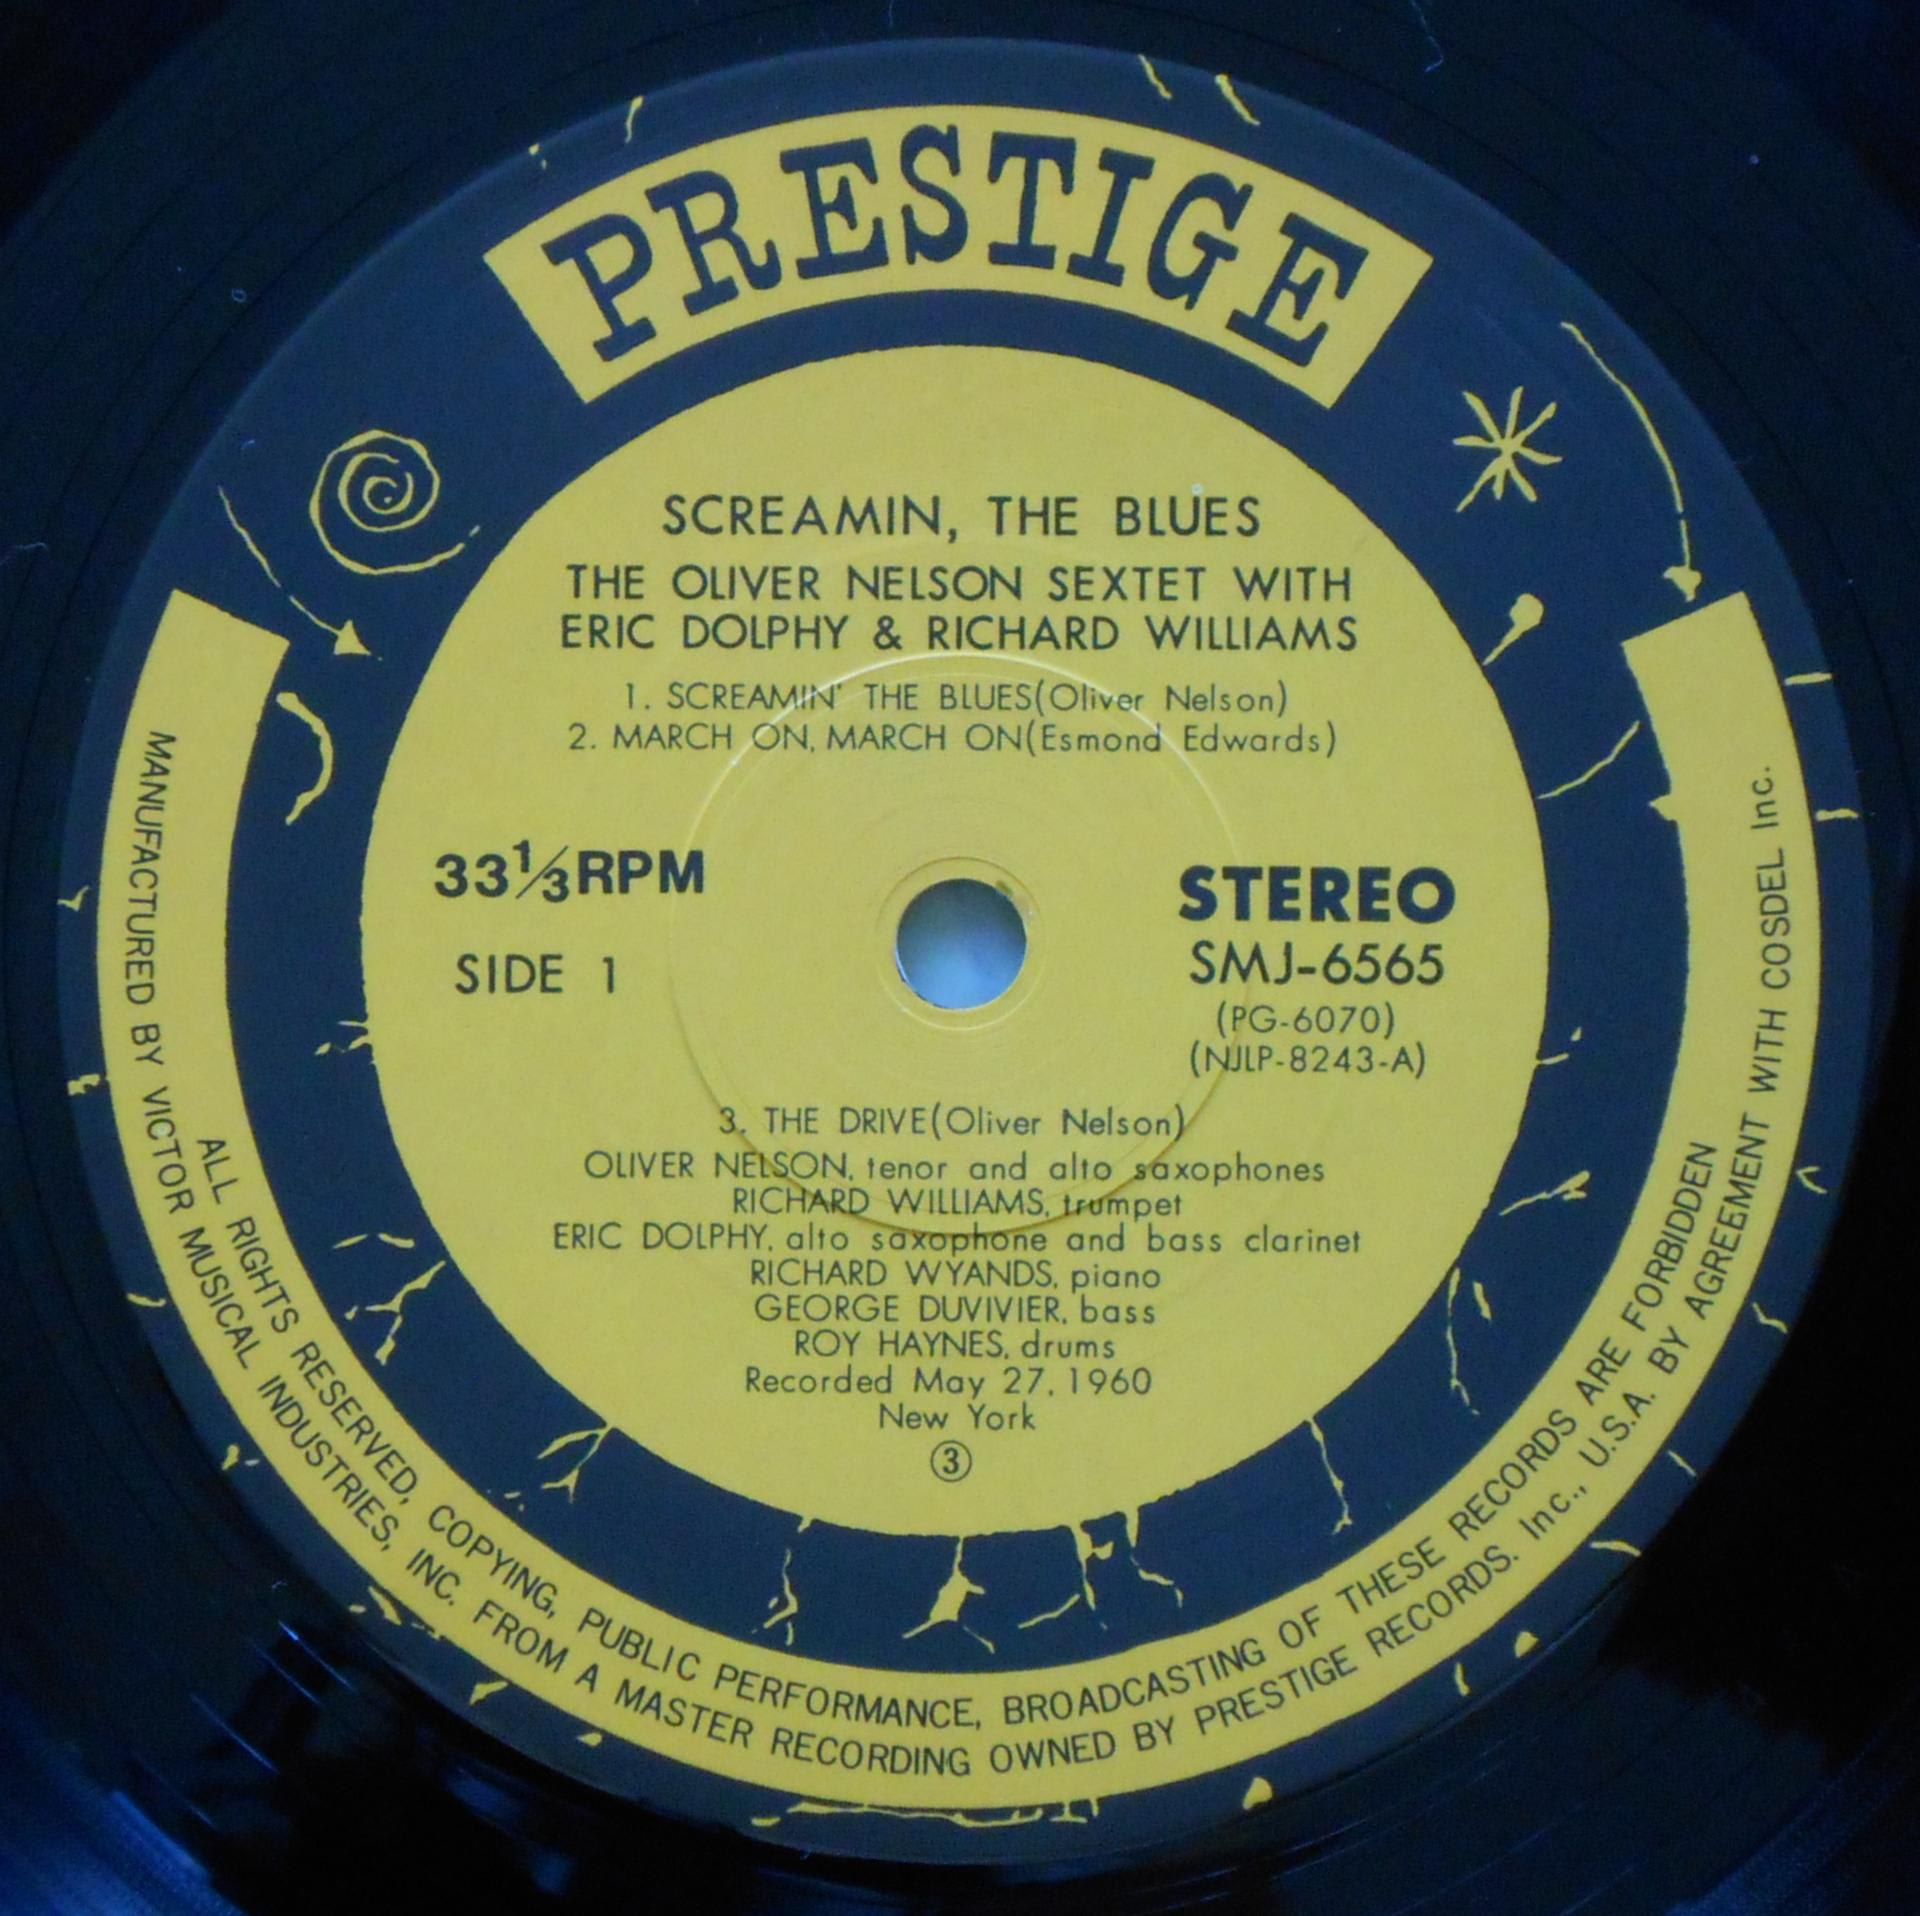 PRESTIGE
SCREAMIN, THE BLUES
THE OLIVER NELSON SEXTET WITH
ERIC DOLPHY & RICHARD WILLIAMS
1. SCREAMIN' THE BLUES(Oliver Nelson)
2. MARCH ON, MARCH ON(Esmond Edwards)
33⅓RPM
SIDE 1
STEREO
SMJ-6565
(PG-6070)
(NJLP-8243-A)
3. THE DRIVE(Oliver Nelson)
OLIVER NELSON, tenor and alto saxophones
RICHARD WILLIAMS, trumpet
ERIC DOLPHY, alto saxophone and bass clarinet
RICHARD WYANDS, piano
GEORGE DUVIVIER, bass
ROY HAYNES, drums
Recorded May 27, 1960
New York
③
ALL RIGHTS RESERVED, COPYING, PUBLIC PERFORMANCE, BROADCASTING OF THESE RECORDS ARE FORBIDDEN
MANUFACTURED BY VICTOR MUSICAL INDUSTRIES, INC. FROM A MASTER RECORDING OWNED BY PRESTIGE RECORDS. Inc., U.S.A. BY AGREEMENT WITH COSDEL Inc.